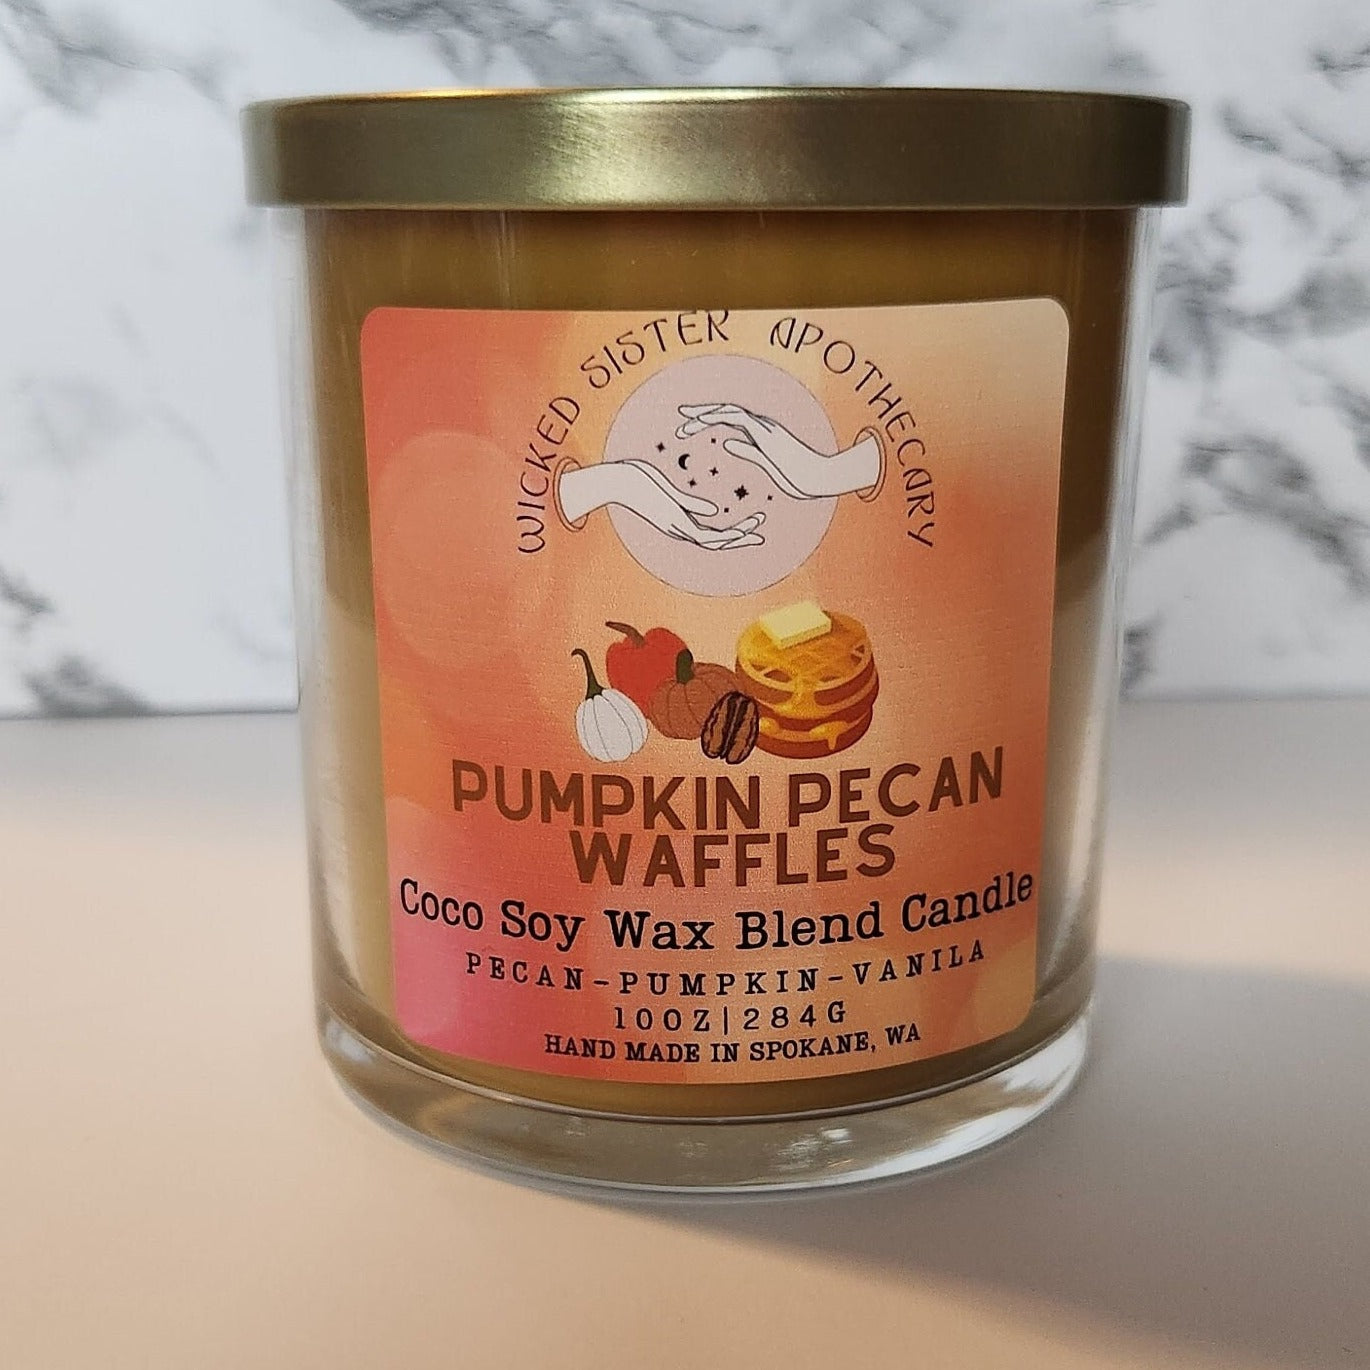 WICKED SISTER APOTHECARY
PUMPKIN PECAN
WAFFLES
Coco Soy Wax Blend Candle
PECAN-PUMPKIN-VANILA
10OZ|284G
HAND MADE IN SPOKANE, WA